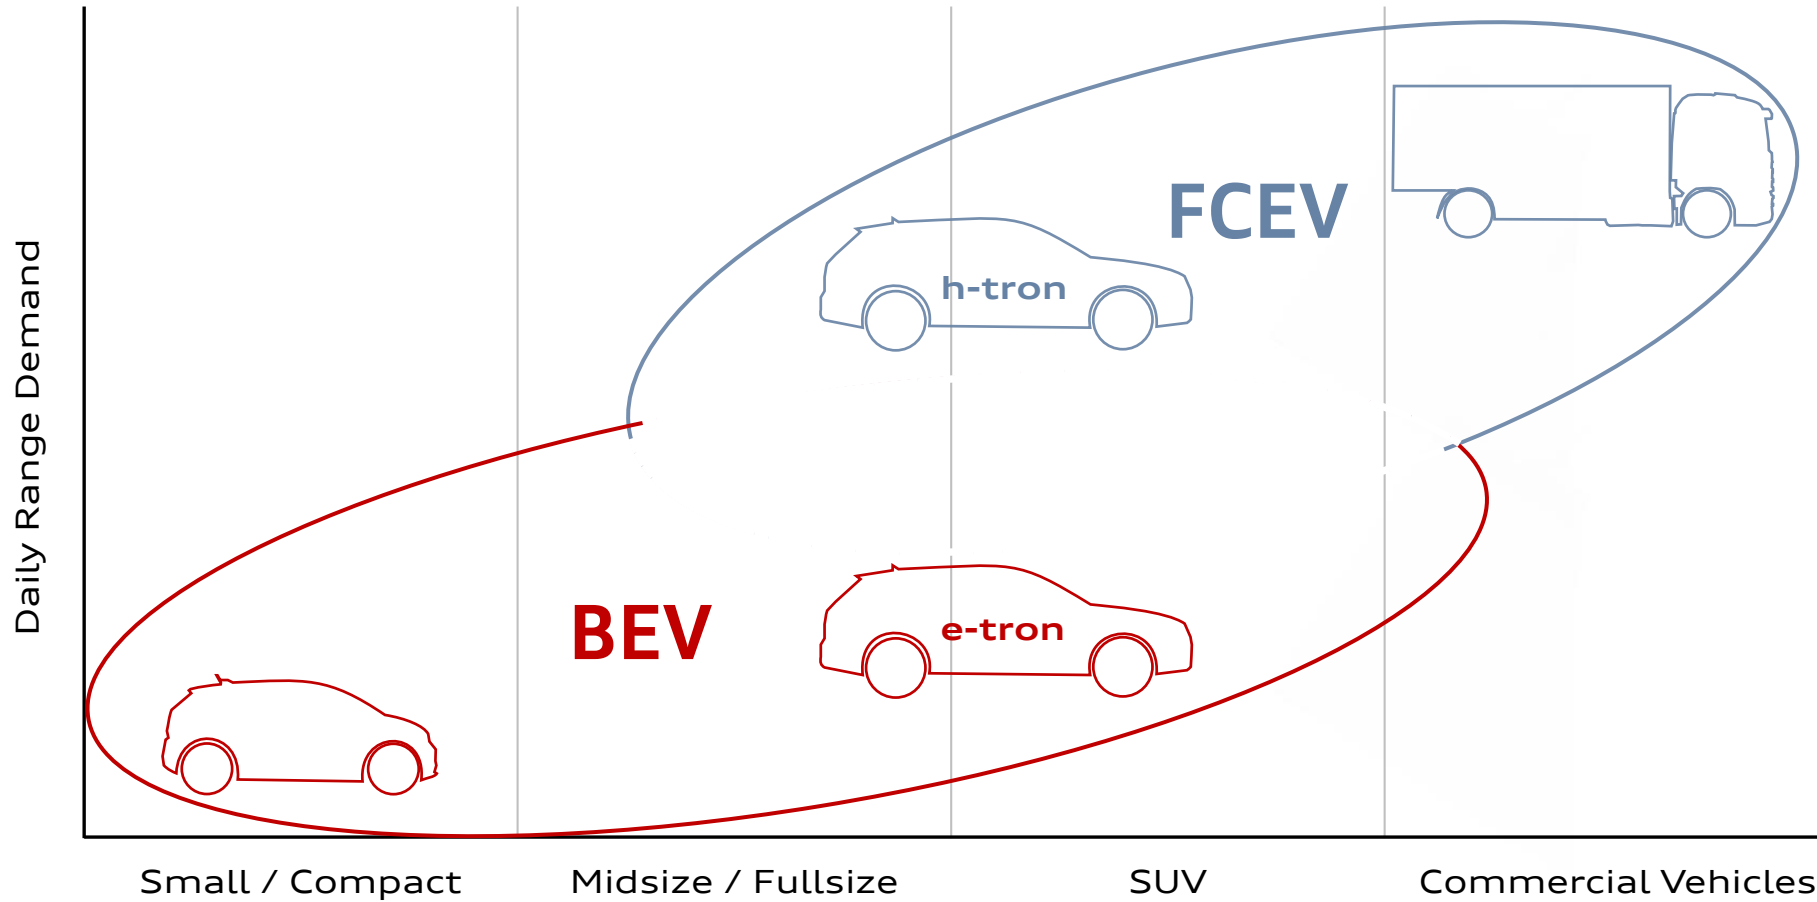 Daily Range Demand
FCEV
h-tron
BEV
e-tron
Small / Compact
Midsize / Fullsize
SUV
Commercial Vehicles